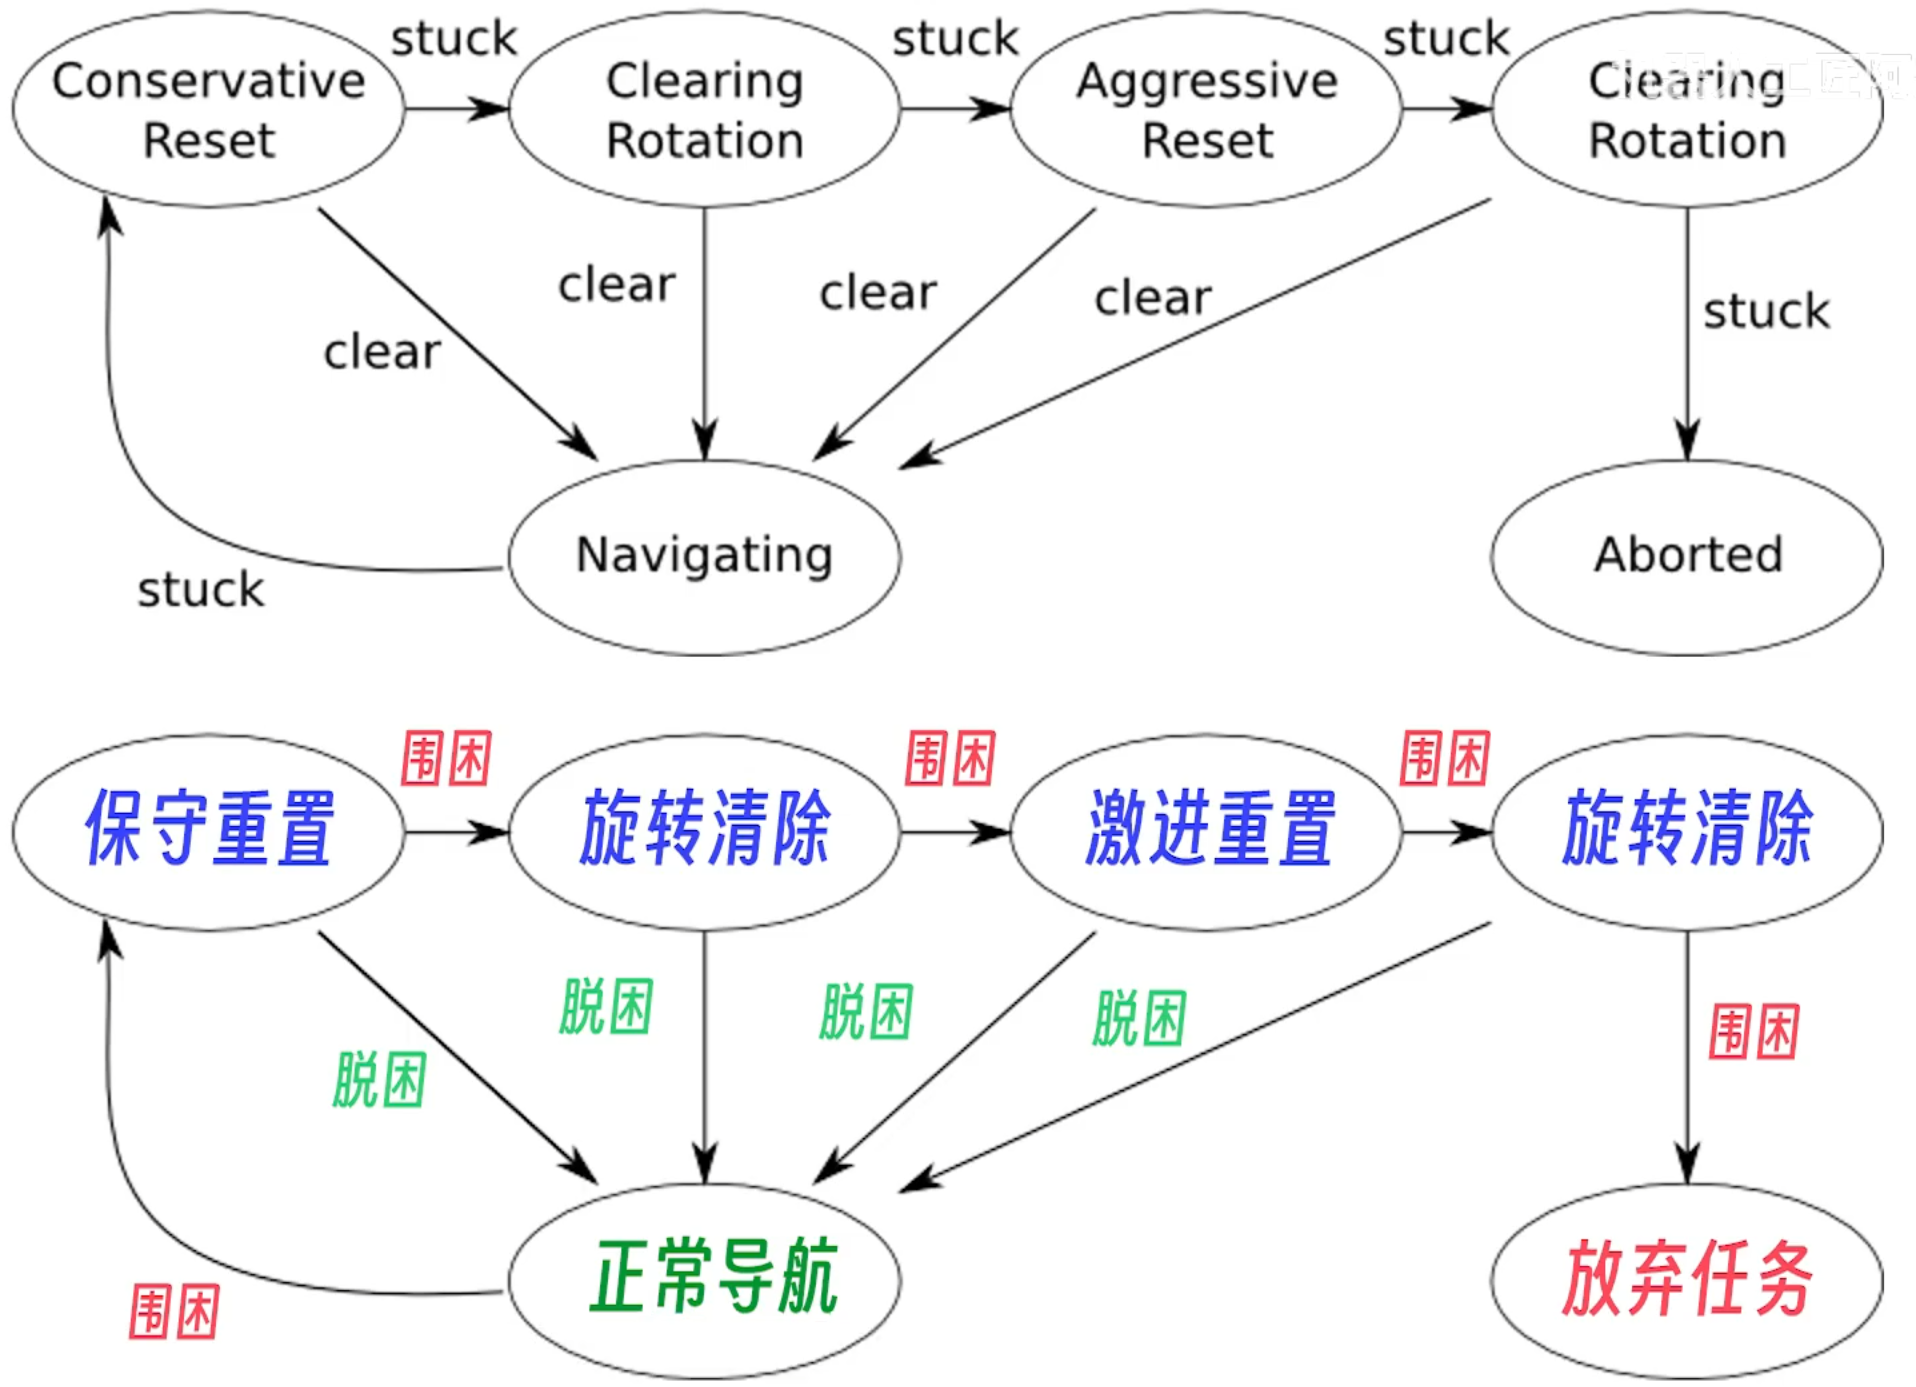 stuck
stuck
stuck
Conservative
Reset
Clearing
Rotation
Aggressive
Reset
Clearing
Rotation
clear
clear
clear
clear
stuck
stuck
Navigating
Aborted
围困
围困
围困
保守重置
旋转清除
激进重置
旋转清除
脱困
脱困
脱困
脱困
围困
围困
正常导航
放弃任务